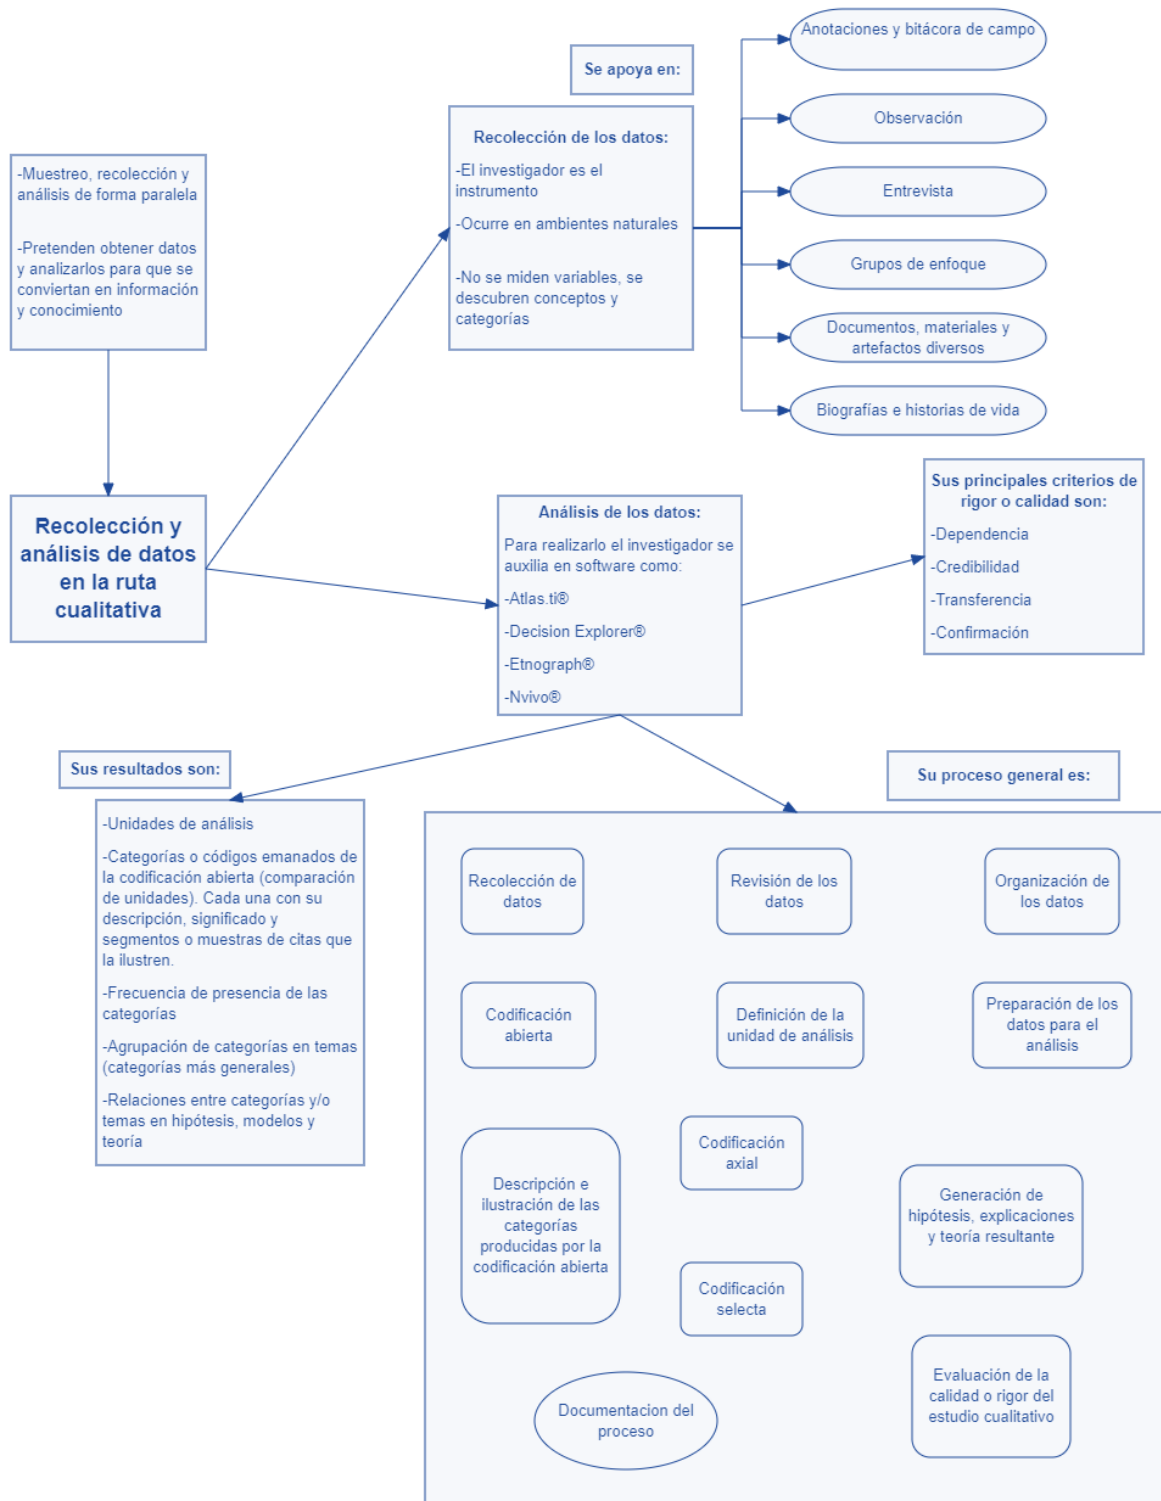 Se apoya en:
Anotaciones y bitácora de campo
Observación
Entrevista
Grupos de enfoque
Documentos, materiales y
artefactos diversos
Biografías e historias de vida
Recolección de los datos:
-El investigador es el
instrumento
-Ocurre en ambientes naturales
-No se miden variables, se
descubren conceptos y
categorías
-Muestreo, recolección y
análisis de forma paralela
-Pretenden obtener datos
y analizarlos para que se
conviertan en información
y conocimiento
Recolección y
análisis de datos
en la ruta
cualitativa
Análisis de los datos:
Para realizarlo el investigador se
auxilia en software como:
-Atlas.ti®
-Decision Explorer®
-Etnograph®
-Nvivo®
Sus principales criterios de
rigor o calidad son:
-Dependencia
-Credibilidad
-Transferencia
-Confirmación
Sus resultados son:
-Unidades de análisis
-Categorías o códigos emanados de
la codificación abierta (comparación
de unidades). Cada una con su
descripción, significado y
segmentos o muestras de citas que
la ilustren.
-Frecuencia de presencia de las
categorías
-Agrupación de categorías en temas
(categorías más generales)
-Relaciones entre categorías y/o
temas en hipótesis, modelos y
teoría
Su proceso general es:
Recolección de
datos
Revisión de los
datos
Organización de
los datos
Codificación
abierta
Definición de la
unidad de análisis
Preparación de los
datos para el
análisis
Descripción e
ilustración de las
categorías
producidas por la
codificación abierta
Codificación
axial
Codificación
selecta
Generación de
hipótesis, explicaciones
y teoría resultante
Documentacion del
proceso
Evaluación de la
calidad o rigor del
estudio cualitativo